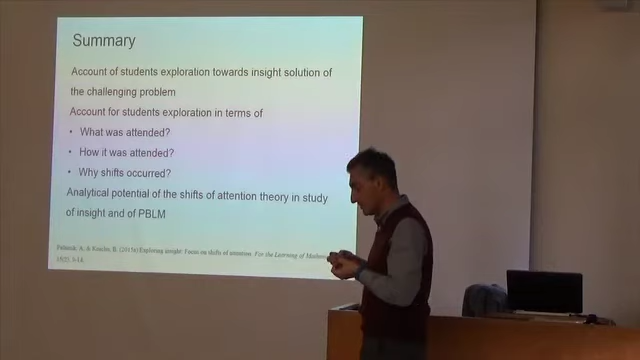 Summary
Account of students exploration towards insight solution of
the challenging problem
Account for students exploration in terms of
• What was attended?
• How it was attended?
• Why shifts occurred?
Analytical potential of the shifts of attention theory in study
of insight and of PBLM
A. & Koichu, B. (2015a) Exploring insight: Focus on shifts of attention. For the Learning of